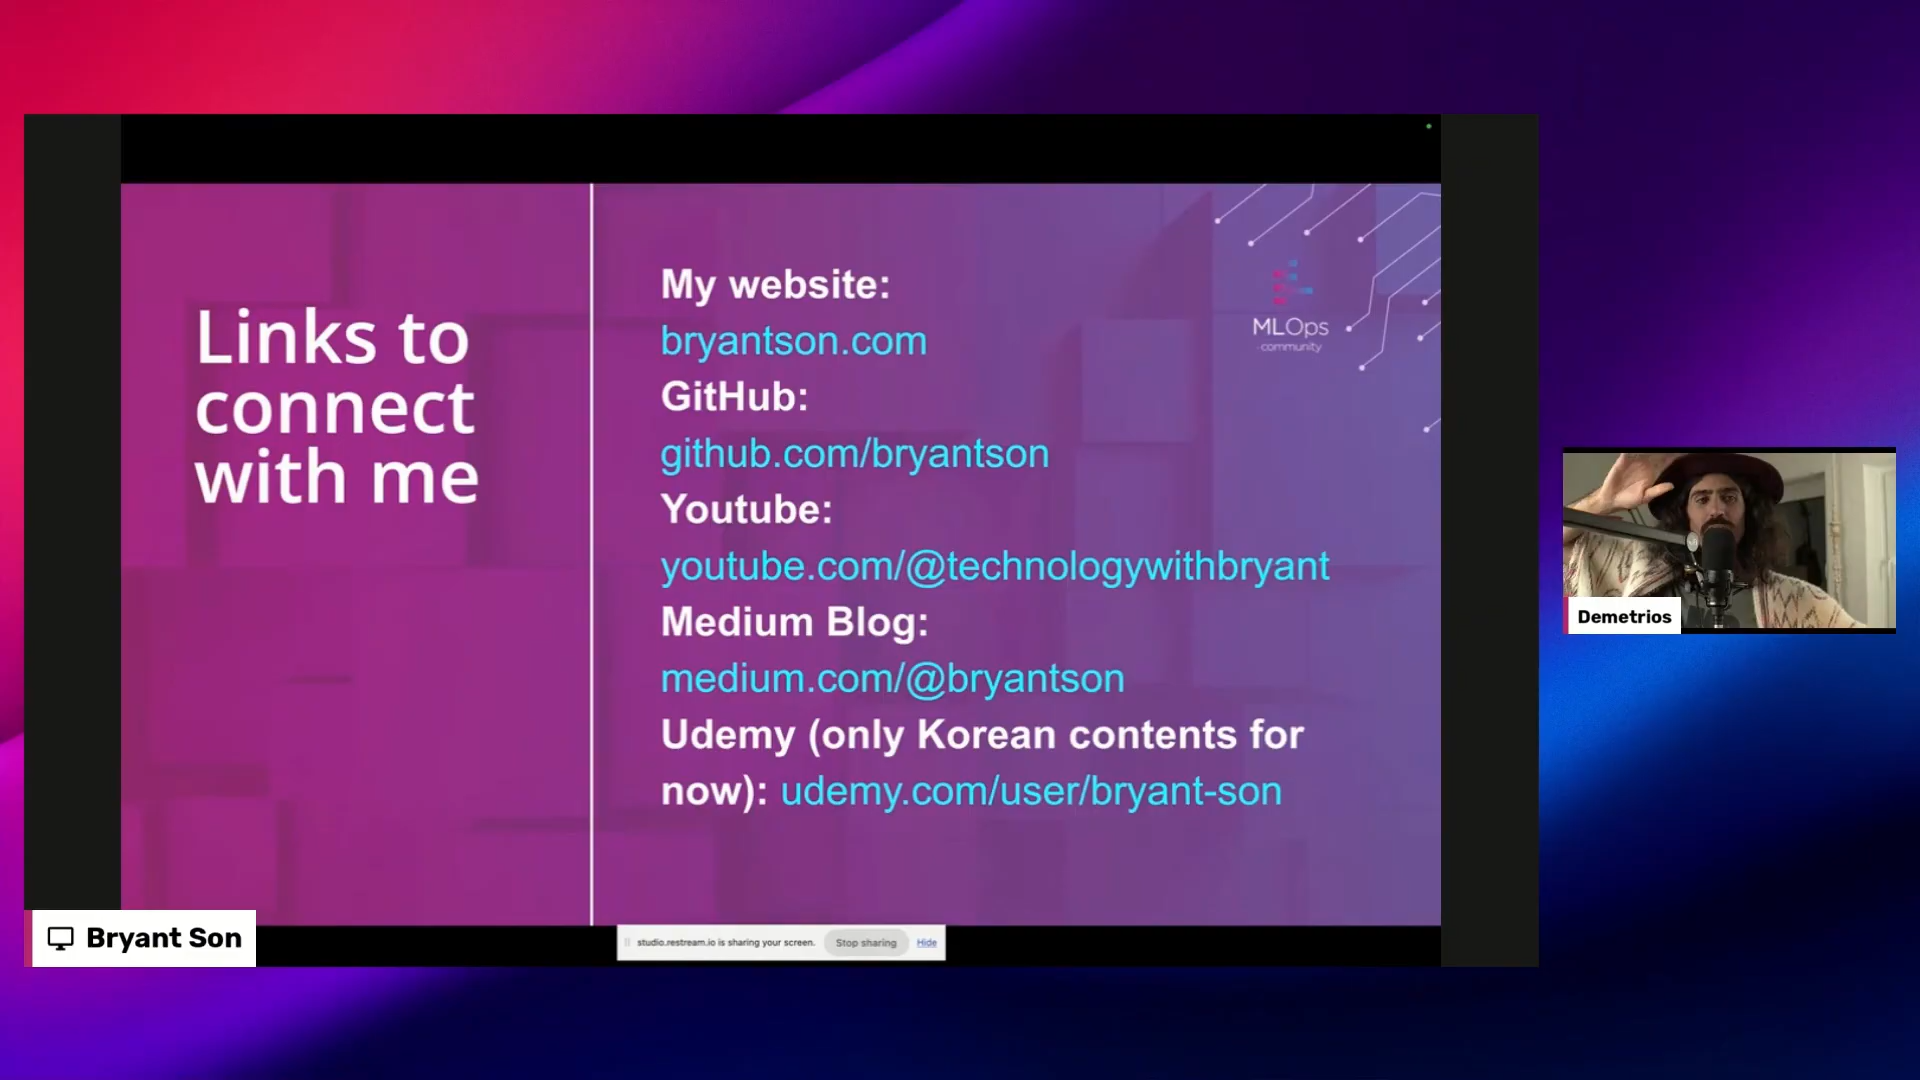 Links to
connect
with me
My website:
bryantson.com
GitHub:
github.com/bryantson
Youtube:
youtube.com/@technologywithbryant
Medium Blog:
medium.com/@bryantson
Udemy (only Korean contents for
now): udemy.com/user/bryant-son
MLOps
community
Demetrios
Bryant Son
studio.restream.io is sharing your screen. Stop sharing Hide